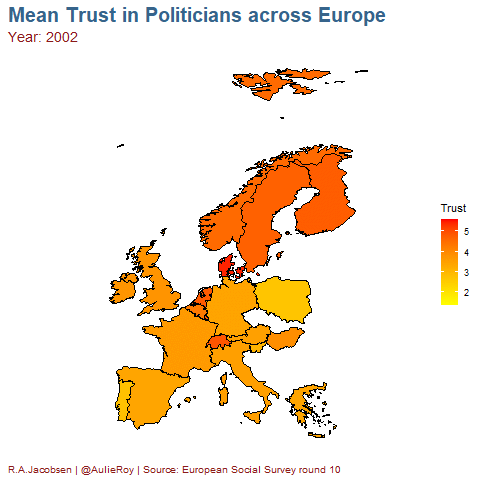 Mean Trust in Politicians across Europe
Year: 2002
Trust
5
4
3
2
R.A.Jacobsen | @AulieRoy | Source: European Social Survey round 10